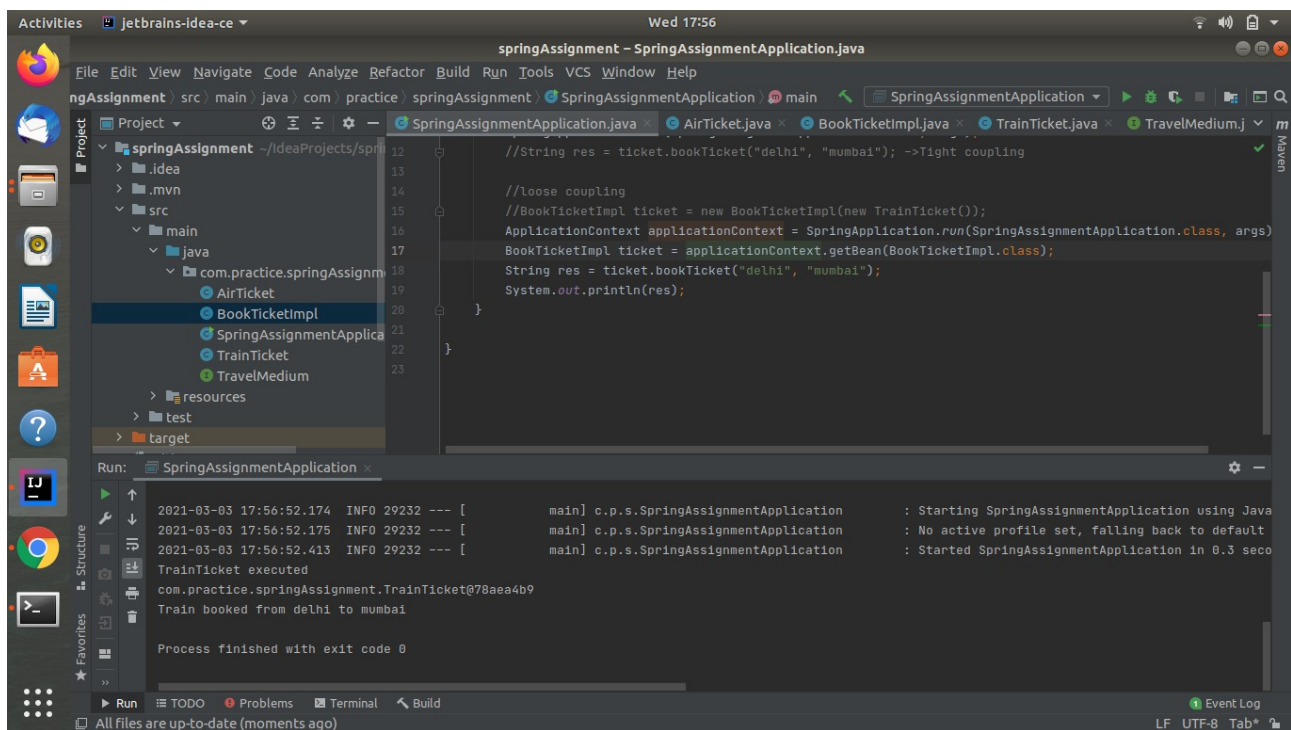 Activities jetbrains-idea-ce Wed 17:56
springAssignment – SpringAssignmentApplication.java
File Edit View Navigate Code Analyze Refactor Build Run Tools VCS Window Help
ngAssignment src main java com practice springAssignment SpringAssignmentApplication main SpringAssignmentApplication
Project SpringAssignmentApplication.java AirTicket.java BookTicketImpl.java TrainTicket.java TravelMedium.j
Project
Maven
springAssignment ~/IdeaProjects/spri
.idea
.mvn
src
main
java
com.practice.springAssignm
AirTicket
BookTicketImpl
SpringAssignmentApplica
TrainTicket
TravelMedium
resources
test
target
12 //String res = ticket.bookTicket("delhi", "mumbai"); ->Tight coupling
13
14 //loose coupling
15 //BookTicketImpl ticket = new BookTicketImpl(new TrainTicket());
16 ApplicationContext applicationContext = SpringApplication.run(SpringAssignmentApplication.class, args)
17 BookTicketImpl ticket = applicationContext.getBean(BookTicketImpl.class);
18 String res = ticket.bookTicket("delhi", "mumbai");
19 System.out.println(res);
20 }
21
22 }
23
Run: SpringAssignmentApplication
2021-03-03 17:56:52.174 INFO 29232 --- [ main] c.p.s.SpringAssignmentApplication : Starting SpringAssignmentApplication using Java
2021-03-03 17:56:52.175 INFO 29232 --- [ main] c.p.s.SpringAssignmentApplication : No active profile set, falling back to default
2021-03-03 17:56:52.413 INFO 29232 --- [ main] c.p.s.SpringAssignmentApplication : Started SpringAssignmentApplication in 0.3 seco
TrainTicket executed
com.practice.springAssignment.TrainTicket@78aea4b9
Train booked from delhi to mumbai
Process finished with exit code 0
Structure
Favorites
Run TODO Problems Terminal Build 1 Event Log
All files are up-to-date (moments ago) LF UTF-8 Tab*